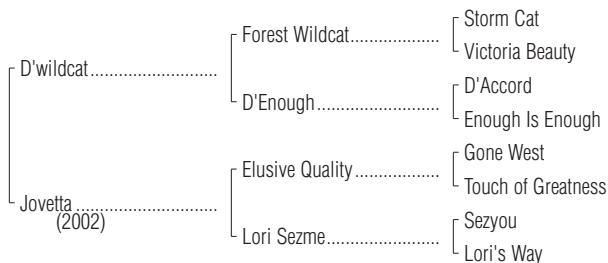 Storm Cat
Forest Wildcat....................
Victoria Beauty
D'wildcat.............................
D'Accord
D'Enough............................
Enough Is Enough
Gone West
Elusive Quality...................
Touch of Greatness
Jovetta................................
(2002)
Sezyou
Lori Sezme.........................
Lori's Way